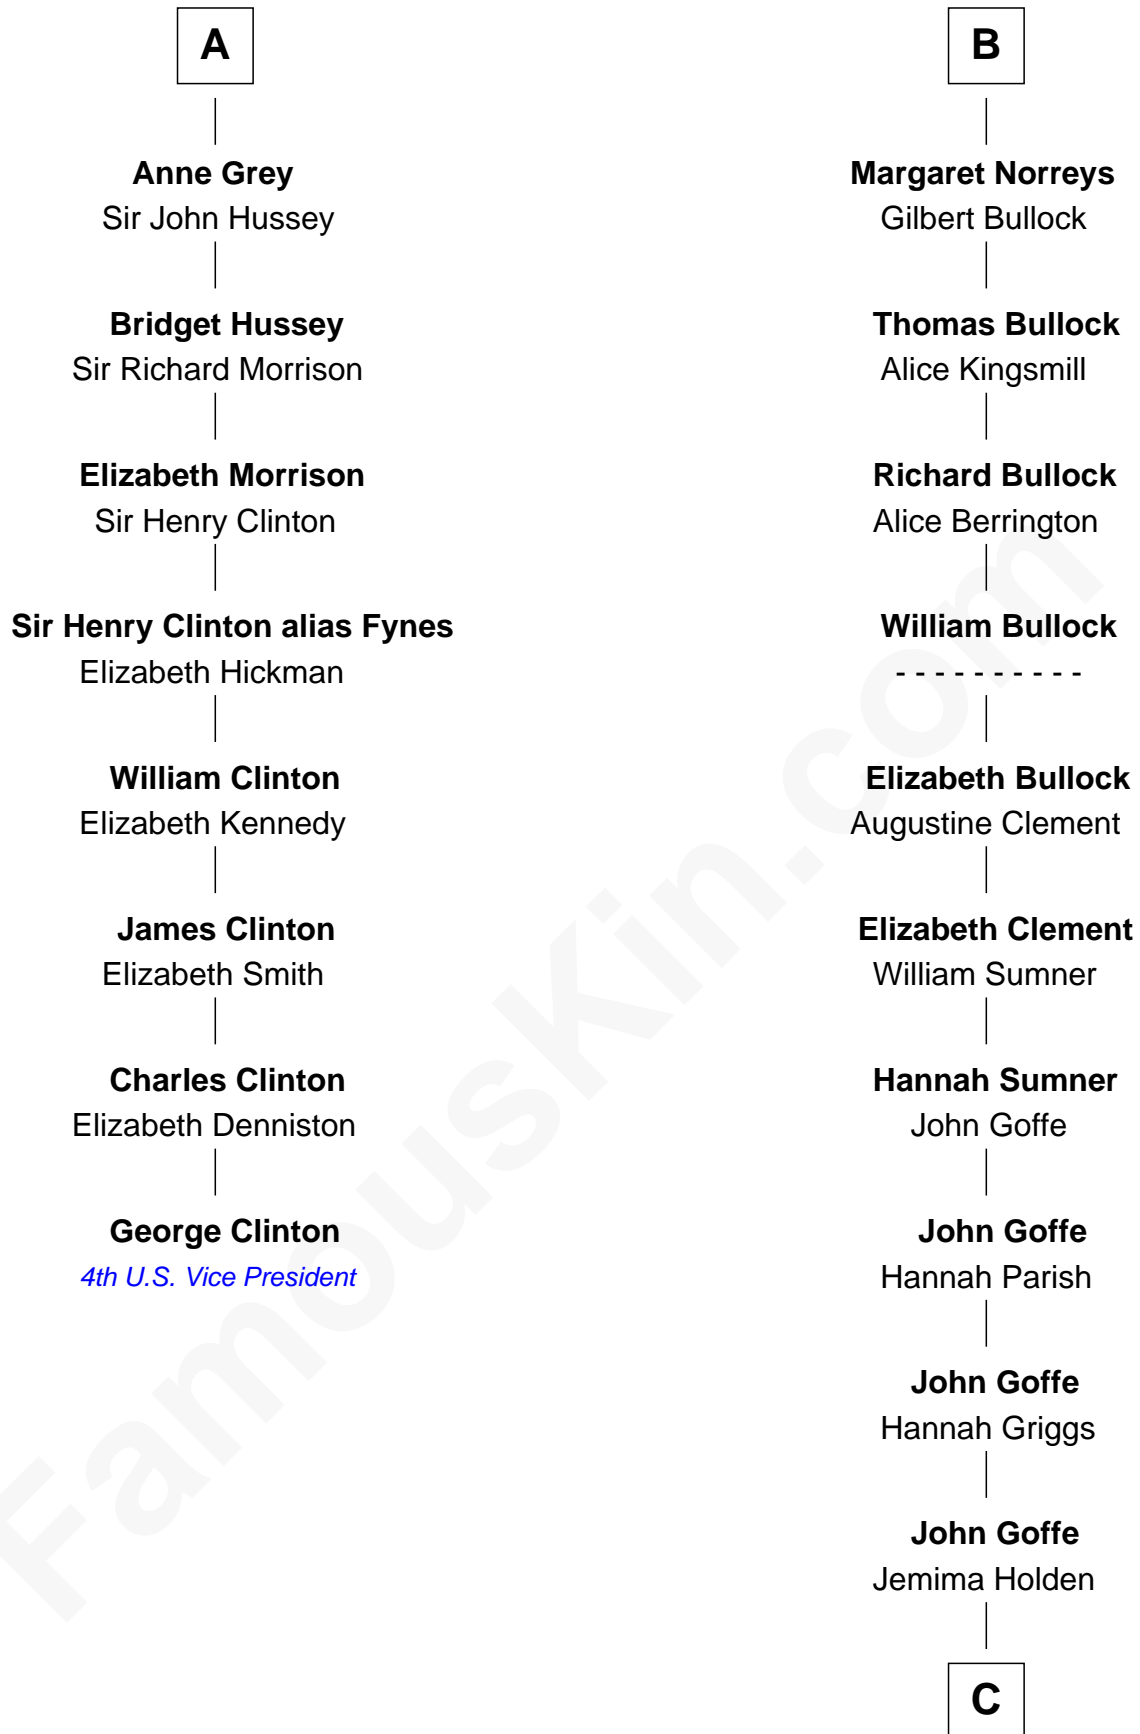 A
Anne Grey
Sir John Hussey
Bridget Hussey
Sir Richard Morrison
Elizabeth Morrison
Sir Henry Clinton
Sir Henry Clinton alias Fynes
Elizabeth Hickman
William Clinton
Elizabeth Kennedy
James Clinton
Elizabeth Smith
Charles Clinton
Elizabeth Denniston
George Clinton
4th U.S. Vice President
B
Margaret Norreys
Gilbert Bullock
Thomas Bullock
Alice Kingsmill
Richard Bullock
Alice Berrington
William Bullock
- - - - - - - - - -
Elizabeth Bullock
Augustine Clement
Elizabeth Clement
William Sumner
Hannah Sumner
John Goffe
John Goffe
Hannah Parish
John Goffe
Hannah Griggs
John Goffe
Jemima Holden
C
FamousKin.com